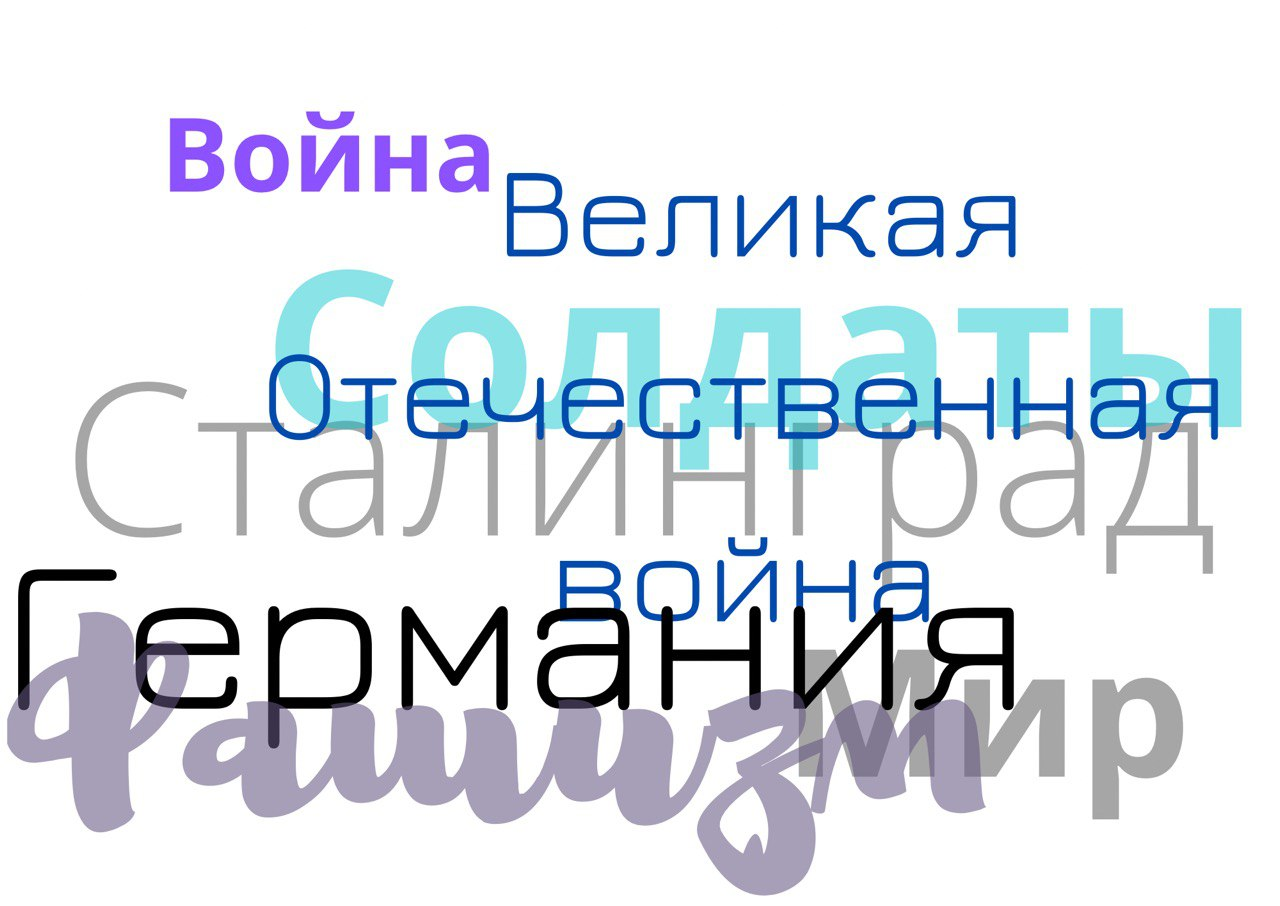 Война
Великая
Солдаты
Отечественная
Сталинград
война
Германия
Мир
Фашизм